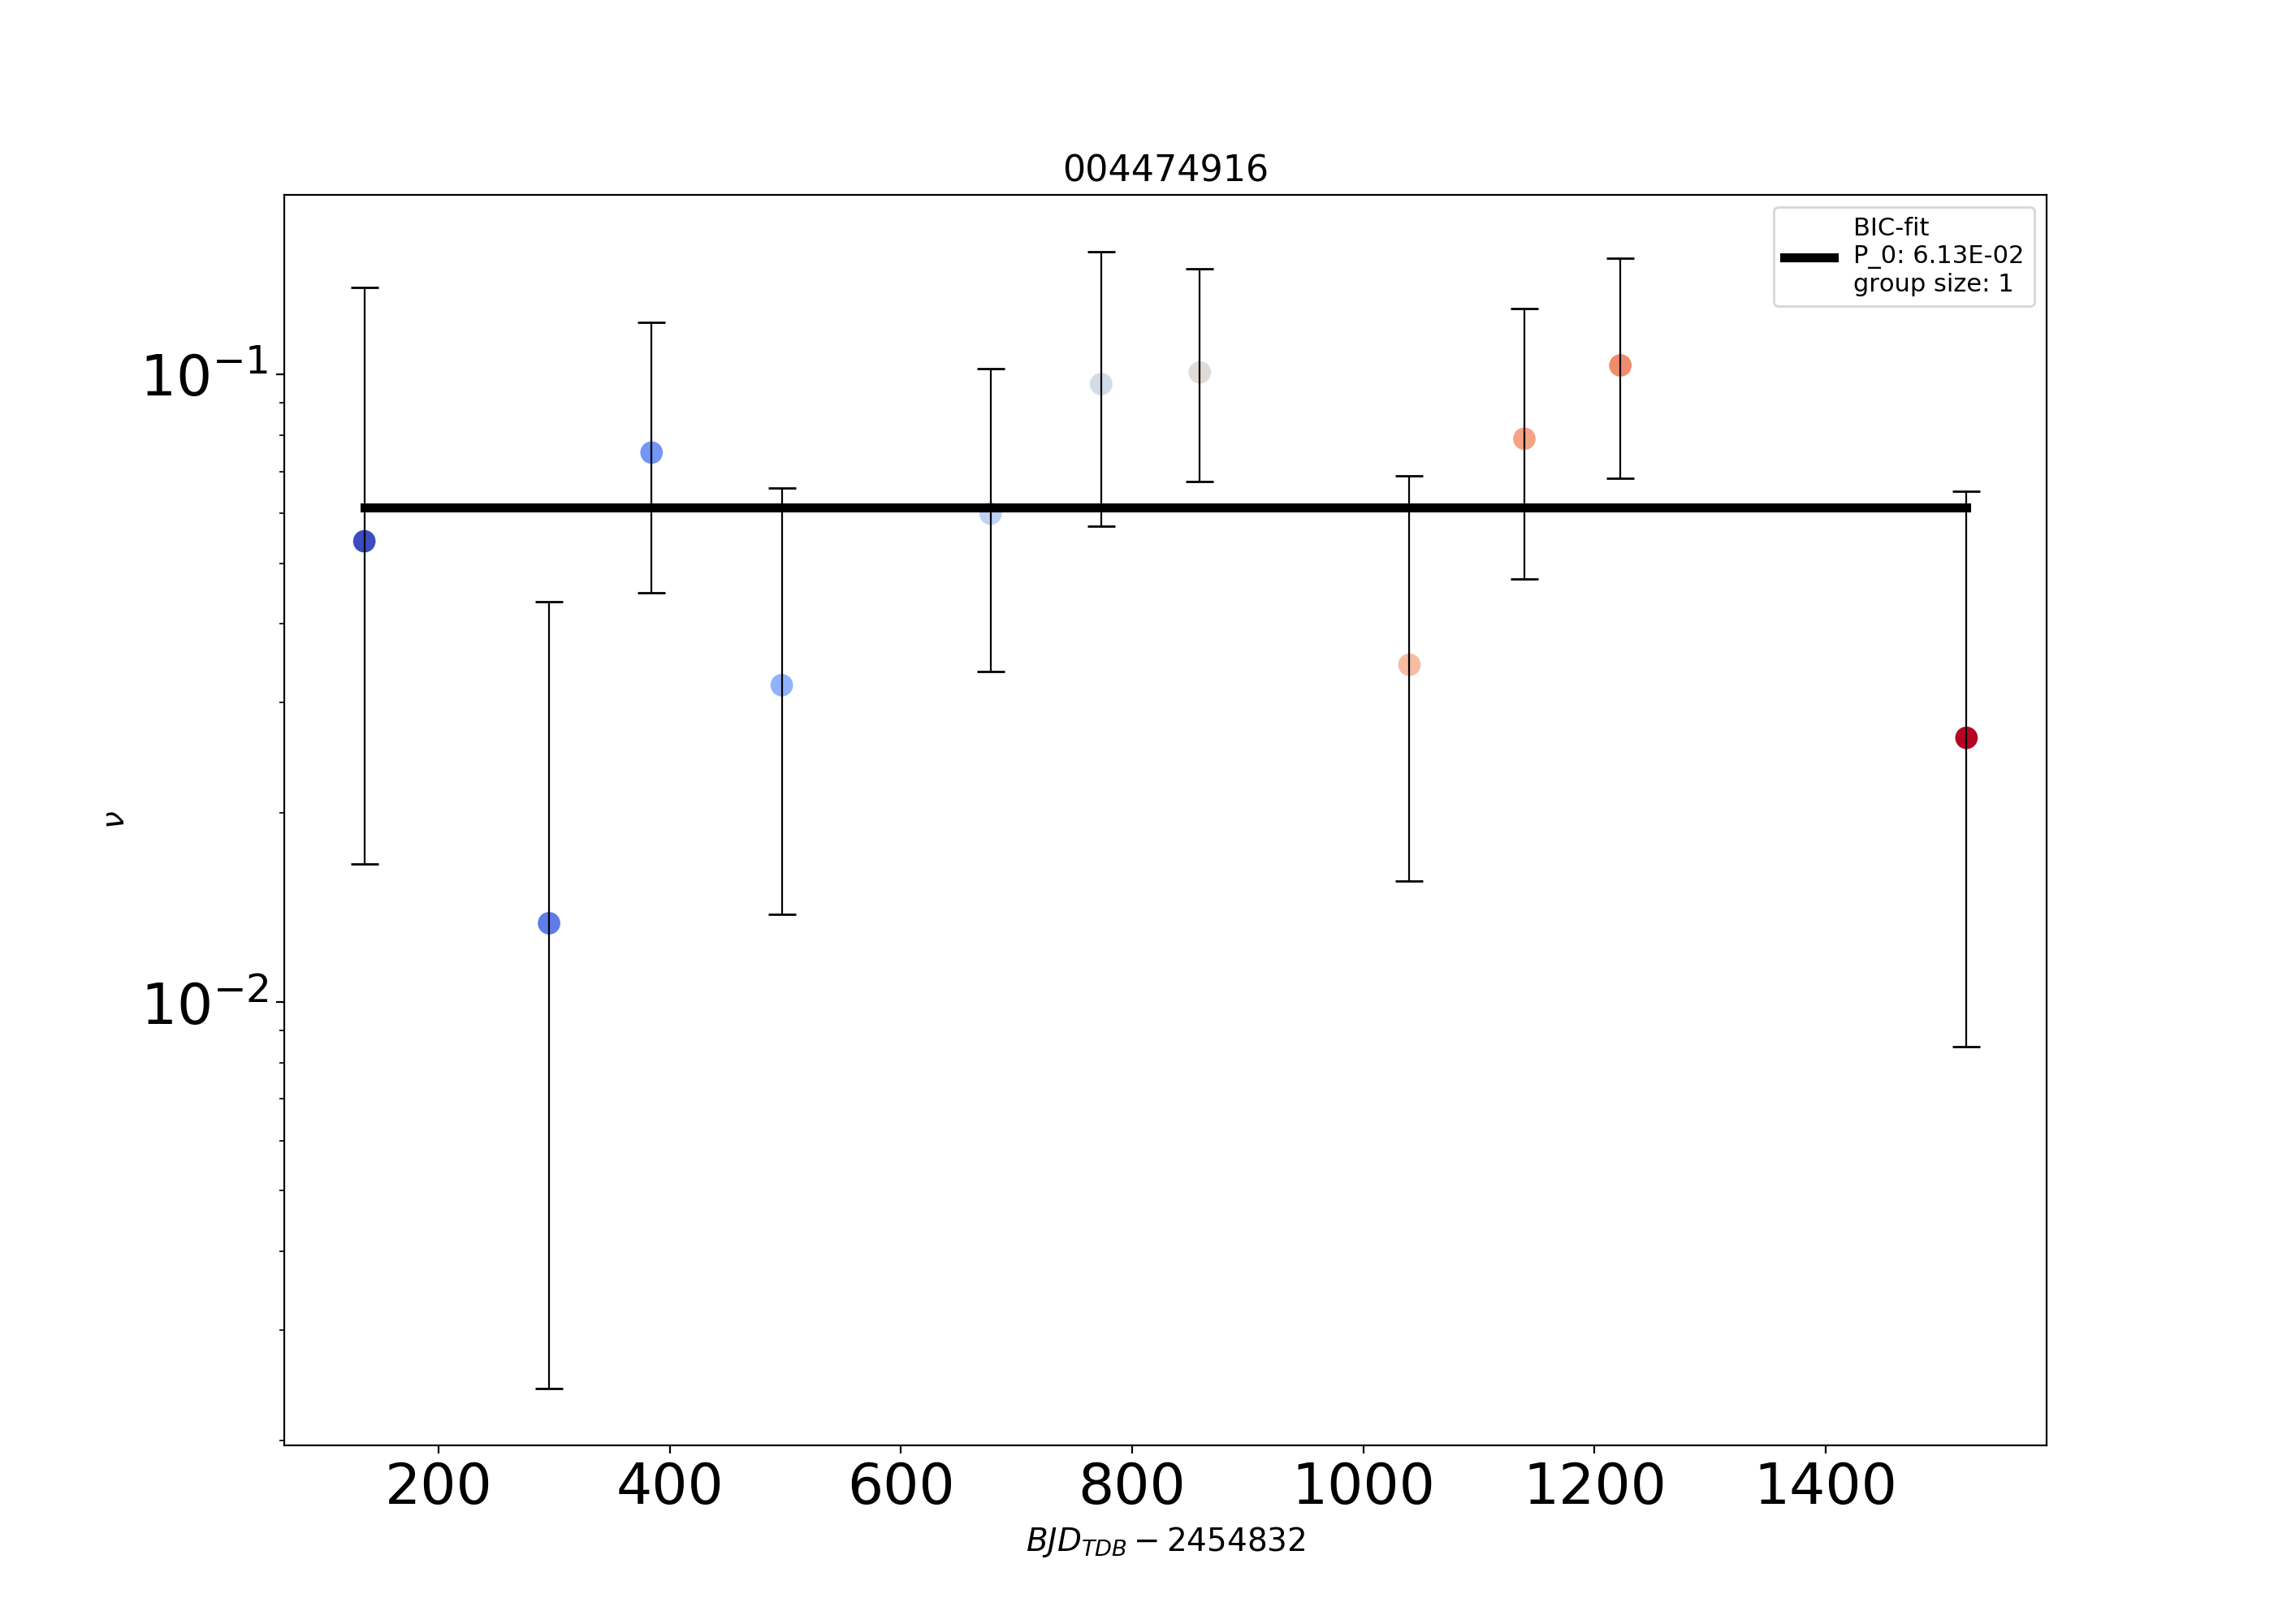 004474916
BIC-fit
P_0: 6.13E-02
group size: 1
10⁻¹
10⁻²
ν
200 400 600 800 1000 1200 1400
BJD_TDB − 2454832